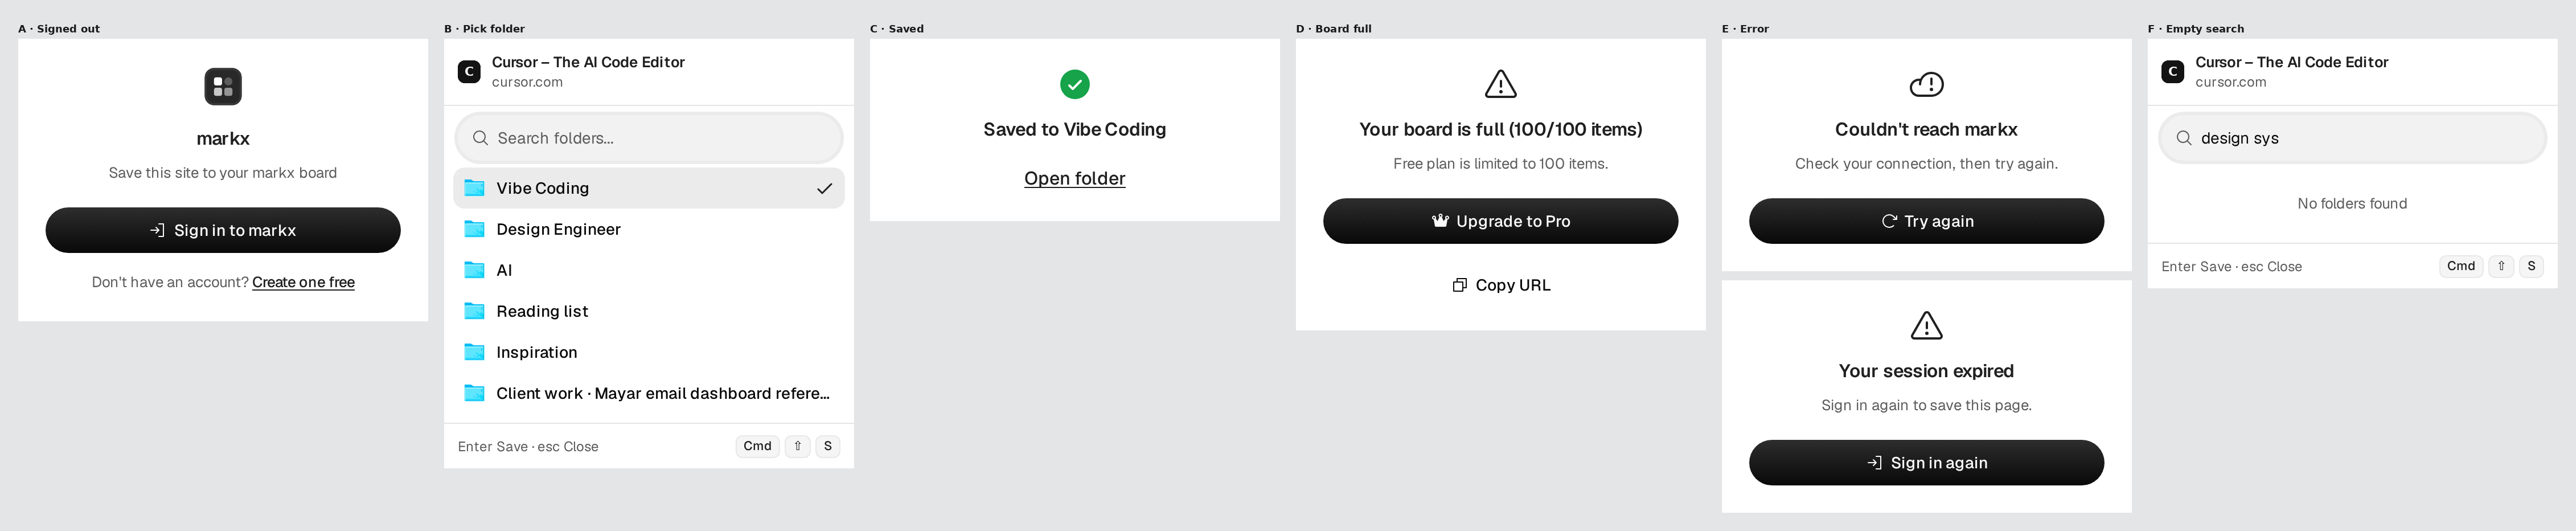 A · Signed out
markx
Save this site to your markx board
Sign in to markx
Don't have an account? Create one free
B · Pick folder
C
Cursor – The AI Code Editor
cursor.com
Search folders...
Vibe Coding
Design Engineer
AI
Reading list
Inspiration
Client work · Mayar email dashboard refere...
Enter Save · esc Close
Cmd ⇧ S
C · Saved
Saved to Vibe Coding
Open folder
D · Board full
Your board is full (100/100 items)
Free plan is limited to 100 items.
Upgrade to Pro
Copy URL
E · Error
Couldn't reach markx
Check your connection, then try again.
Try again
Your session expired
Sign in again to save this page.
Sign in again
F · Empty search
C
Cursor – The AI Code Editor
cursor.com
design sys
No folders found
Enter Save · esc Close
Cmd ⇧ S